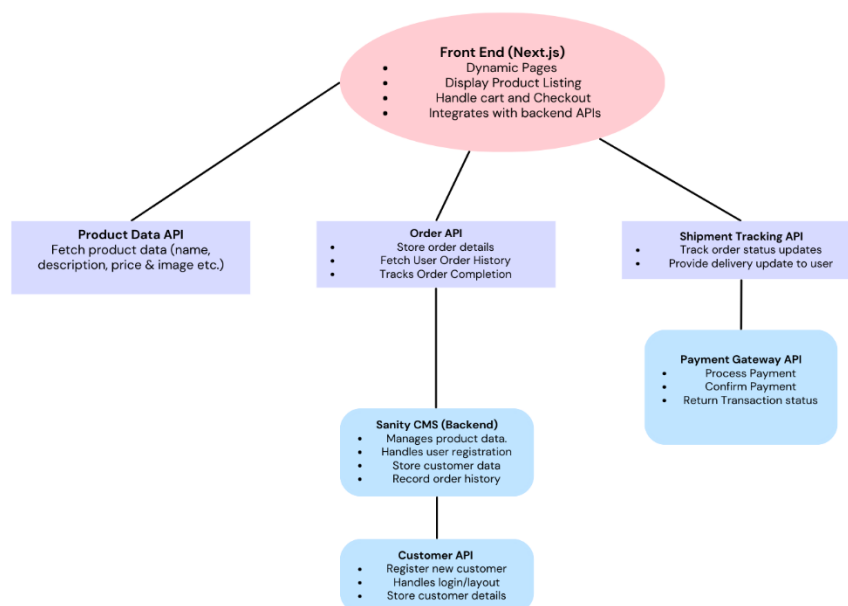 Front End (Next.js)
• Dynamic Pages
• Display Product Listing
• Handle cart and Checkout
• Integrates with backend APIs
Product Data API
Fetch product data (name,
description, price & image etc.)
Order API
• Store order details
• Fetch User Order History
• Tracks Order Completion
Shipment Tracking API
• Track order status updates
• Provide delivery update to user
Payment Gateway API
• Process Payment
• Confirm Payment
• Return Transaction status
Sanity CMS (Backend)
• Manages product data.
• Handles user registration
• Store customer data
• Record order history
Customer API
• Register new customer
• Handles login/layout
• Store customer details